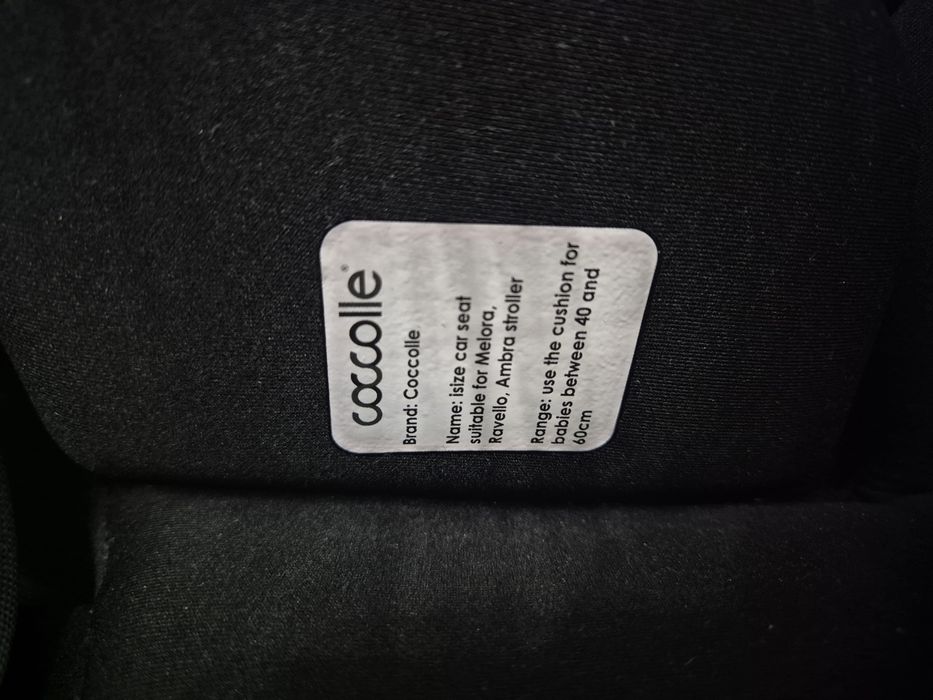 coccolle®
Brand: Coccolle
Name: isize car seat
suitable for Melora,
Ravello, Ambra stroller
Range: use the cushion for
babies between 40 and
60cm